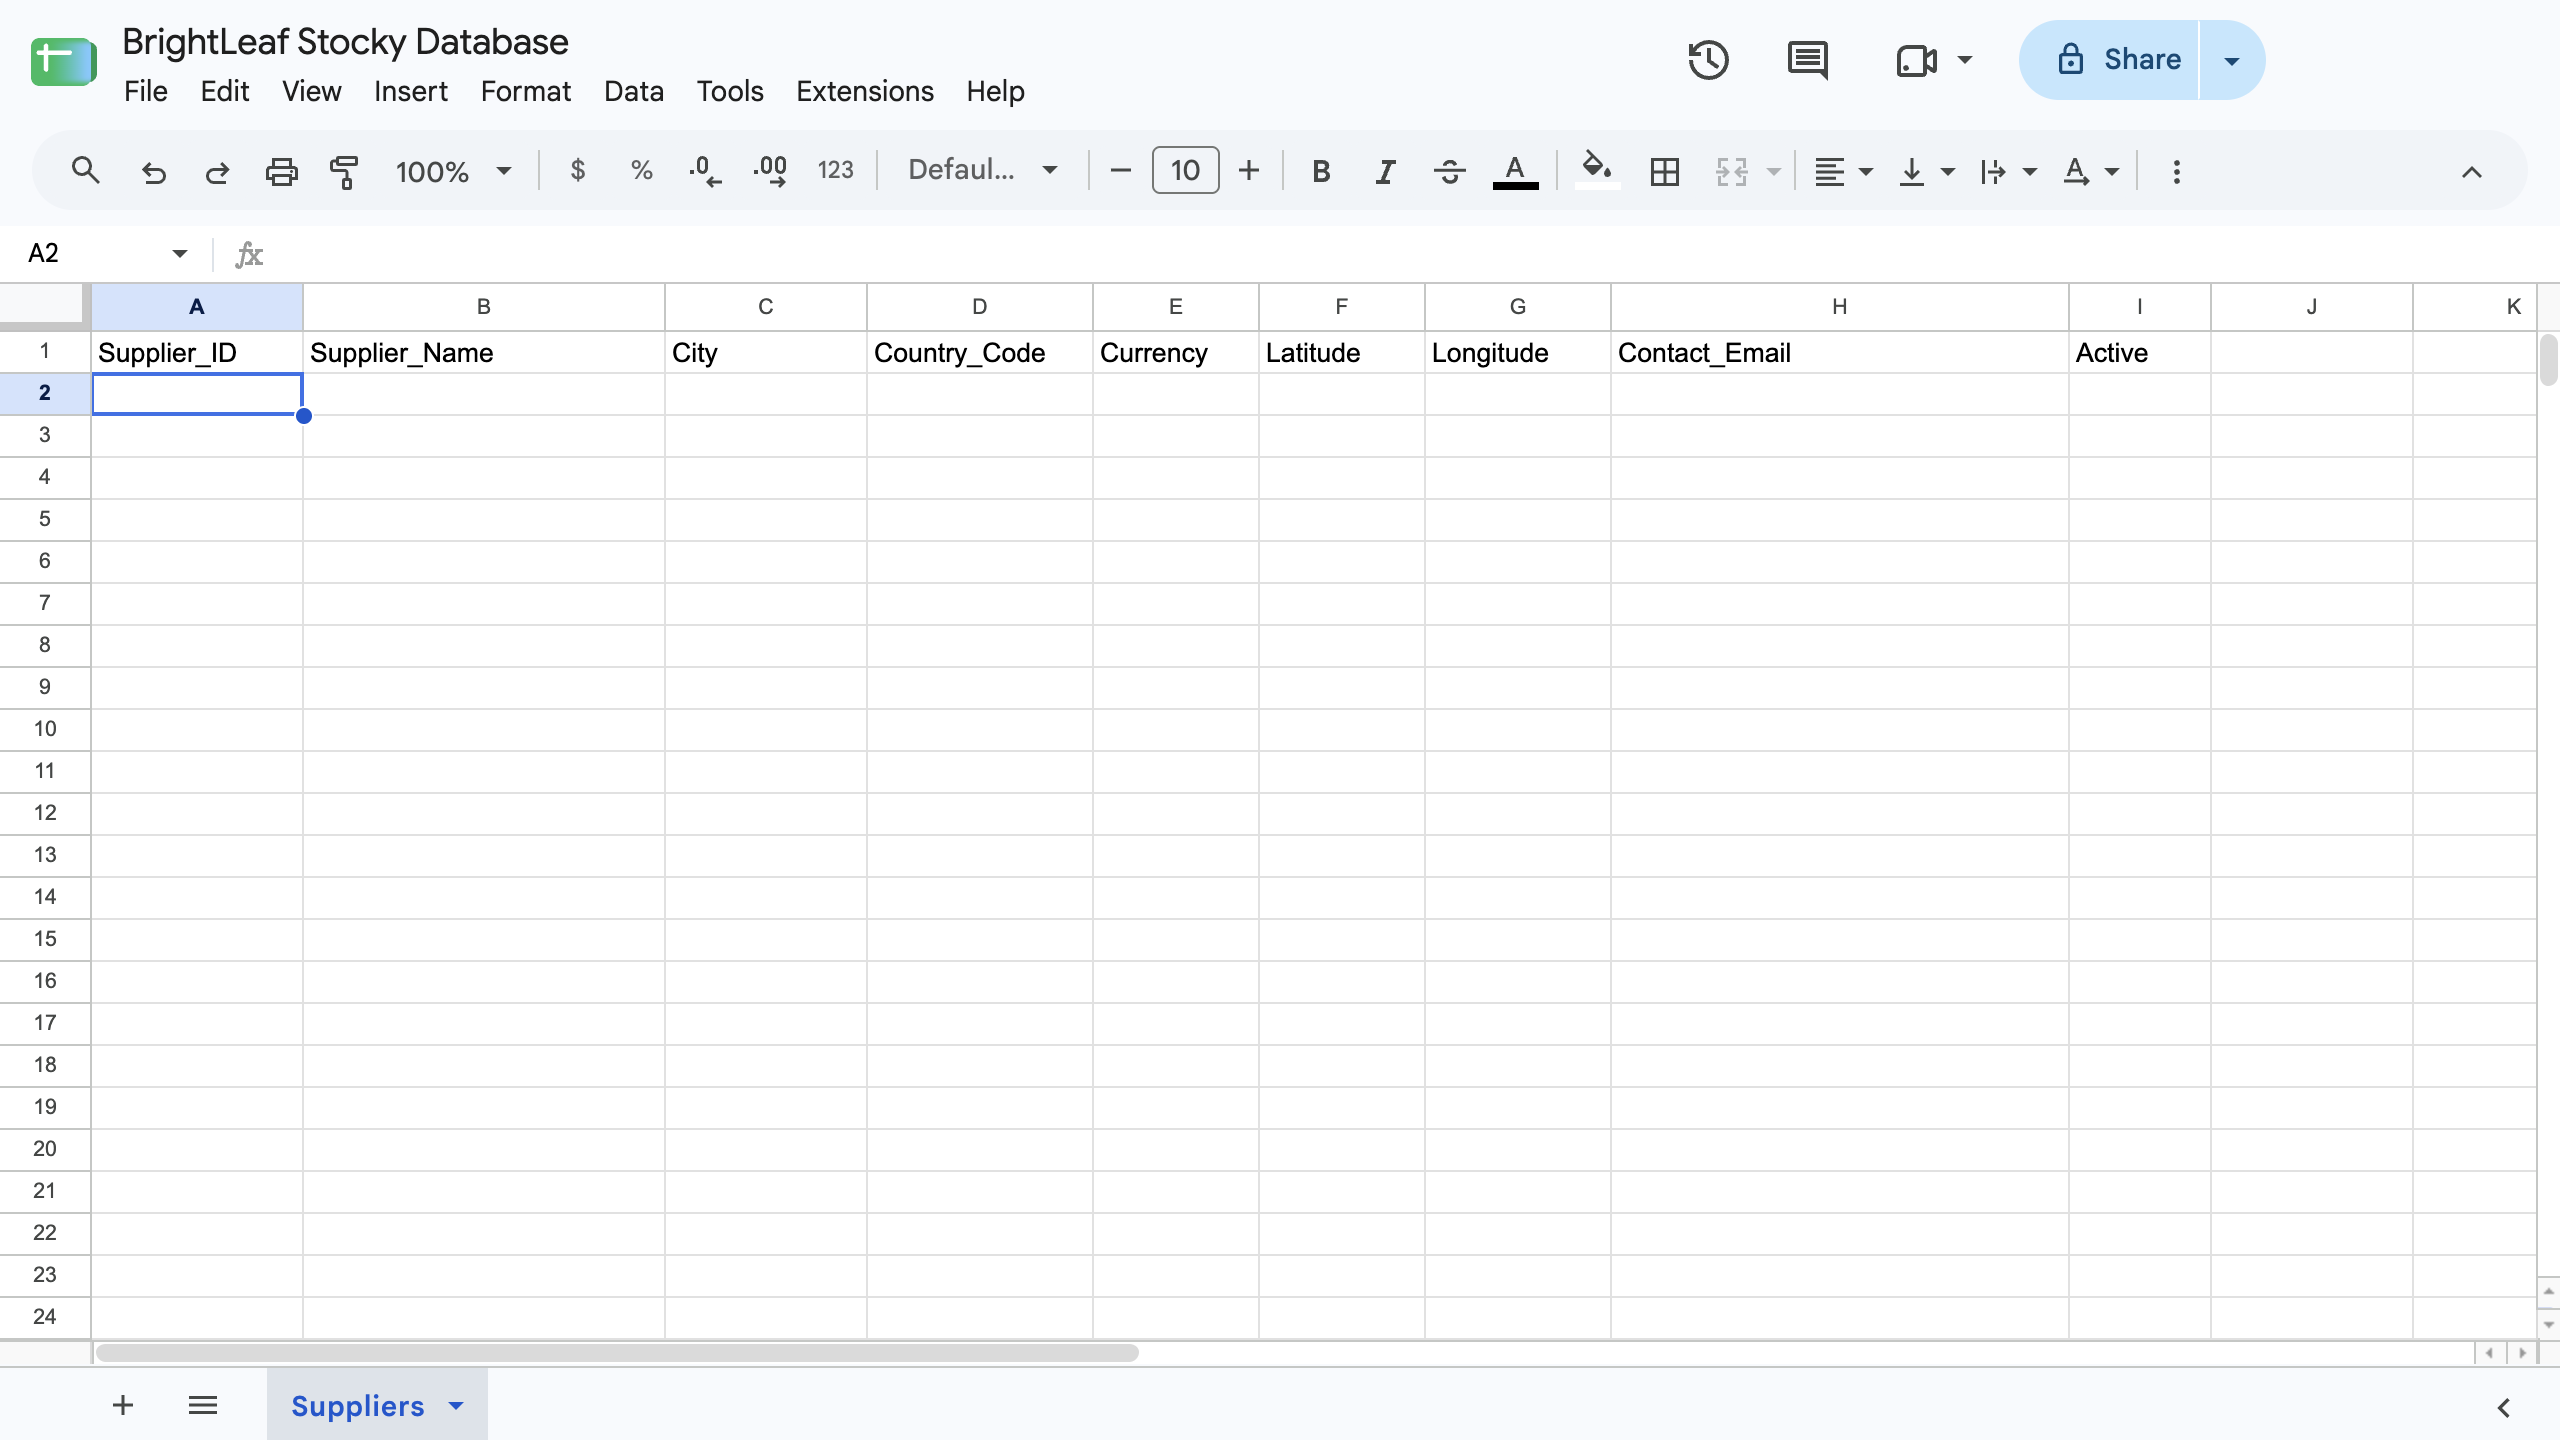 BrightLeaf Stocky Database
File Edit View Insert Format Data Tools Extensions Help
Share
100% $ % .0 .00 123 Defaul... 10 B I S A A
A2 fx
A B C D E F G H I J K
1 Supplier_ID Supplier_Name City Country_Code Currency Latitude Longitude Contact_Email Active
2
3
4
5
6
7
8
9
10
11
12
13
14
15
16
17
18
19
20
21
22
23
24
Suppliers